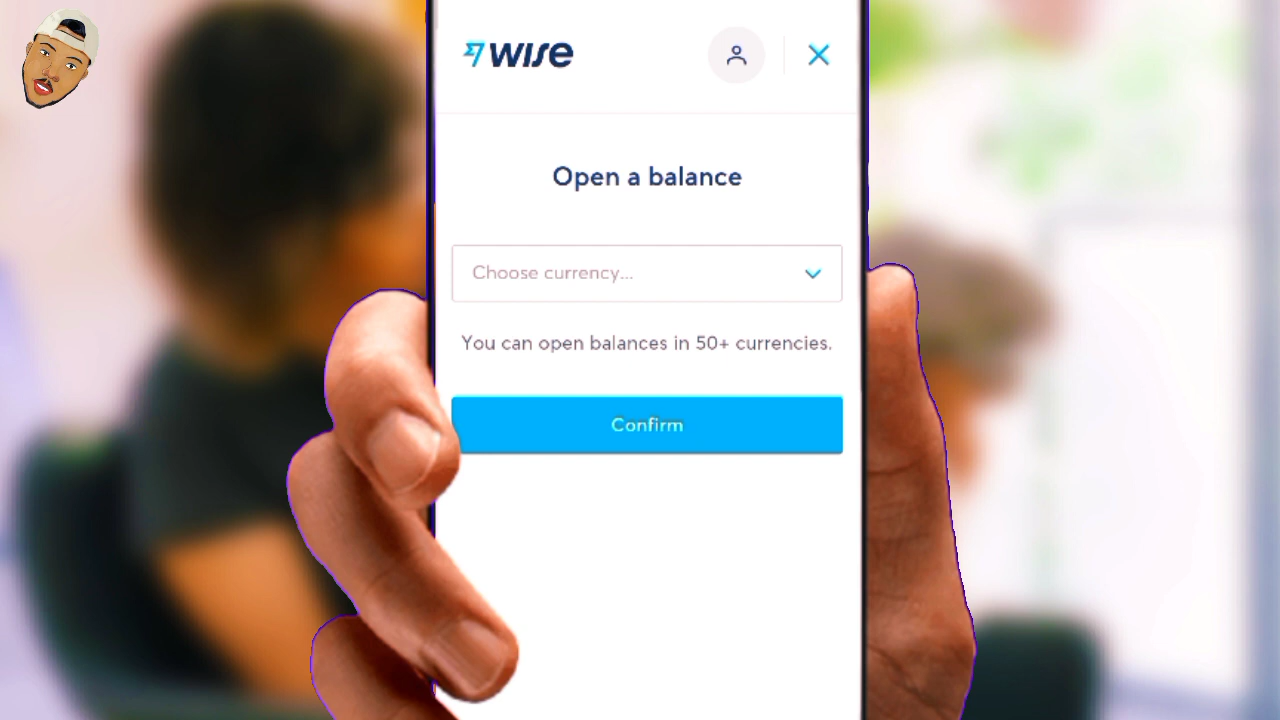 wise
Open a balance
Choose currency...
You can open balances in 50+ currencies.
Confirm